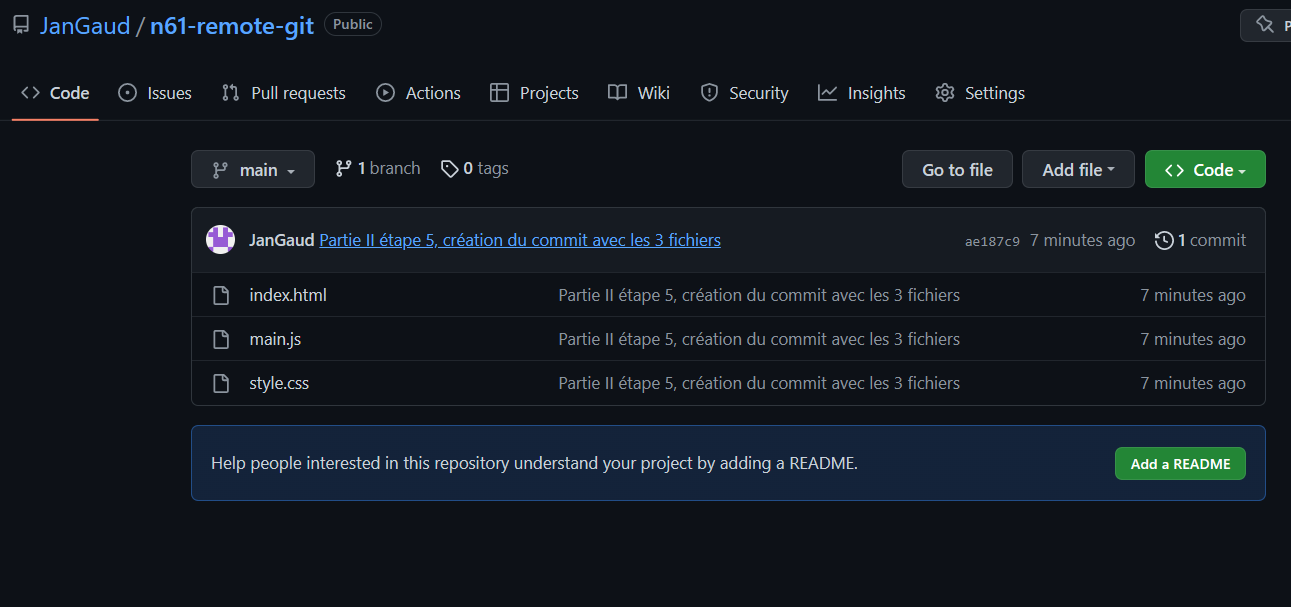 JanGaud / n61-remote-git Public
Code Issues Pull requests Actions Projects Wiki Security Insights Settings
main 1 branch 0 tags Go to file Add file Code
JanGaud Partie II étape 5, création du commit avec les 3 fichiers ae187c9 7 minutes ago 1 commit
index.html Partie II étape 5, création du commit avec les 3 fichiers 7 minutes ago
main.js Partie II étape 5, création du commit avec les 3 fichiers 7 minutes ago
style.css Partie II étape 5, création du commit avec les 3 fichiers 7 minutes ago
Help people interested in this repository understand your project by adding a README. Add a README